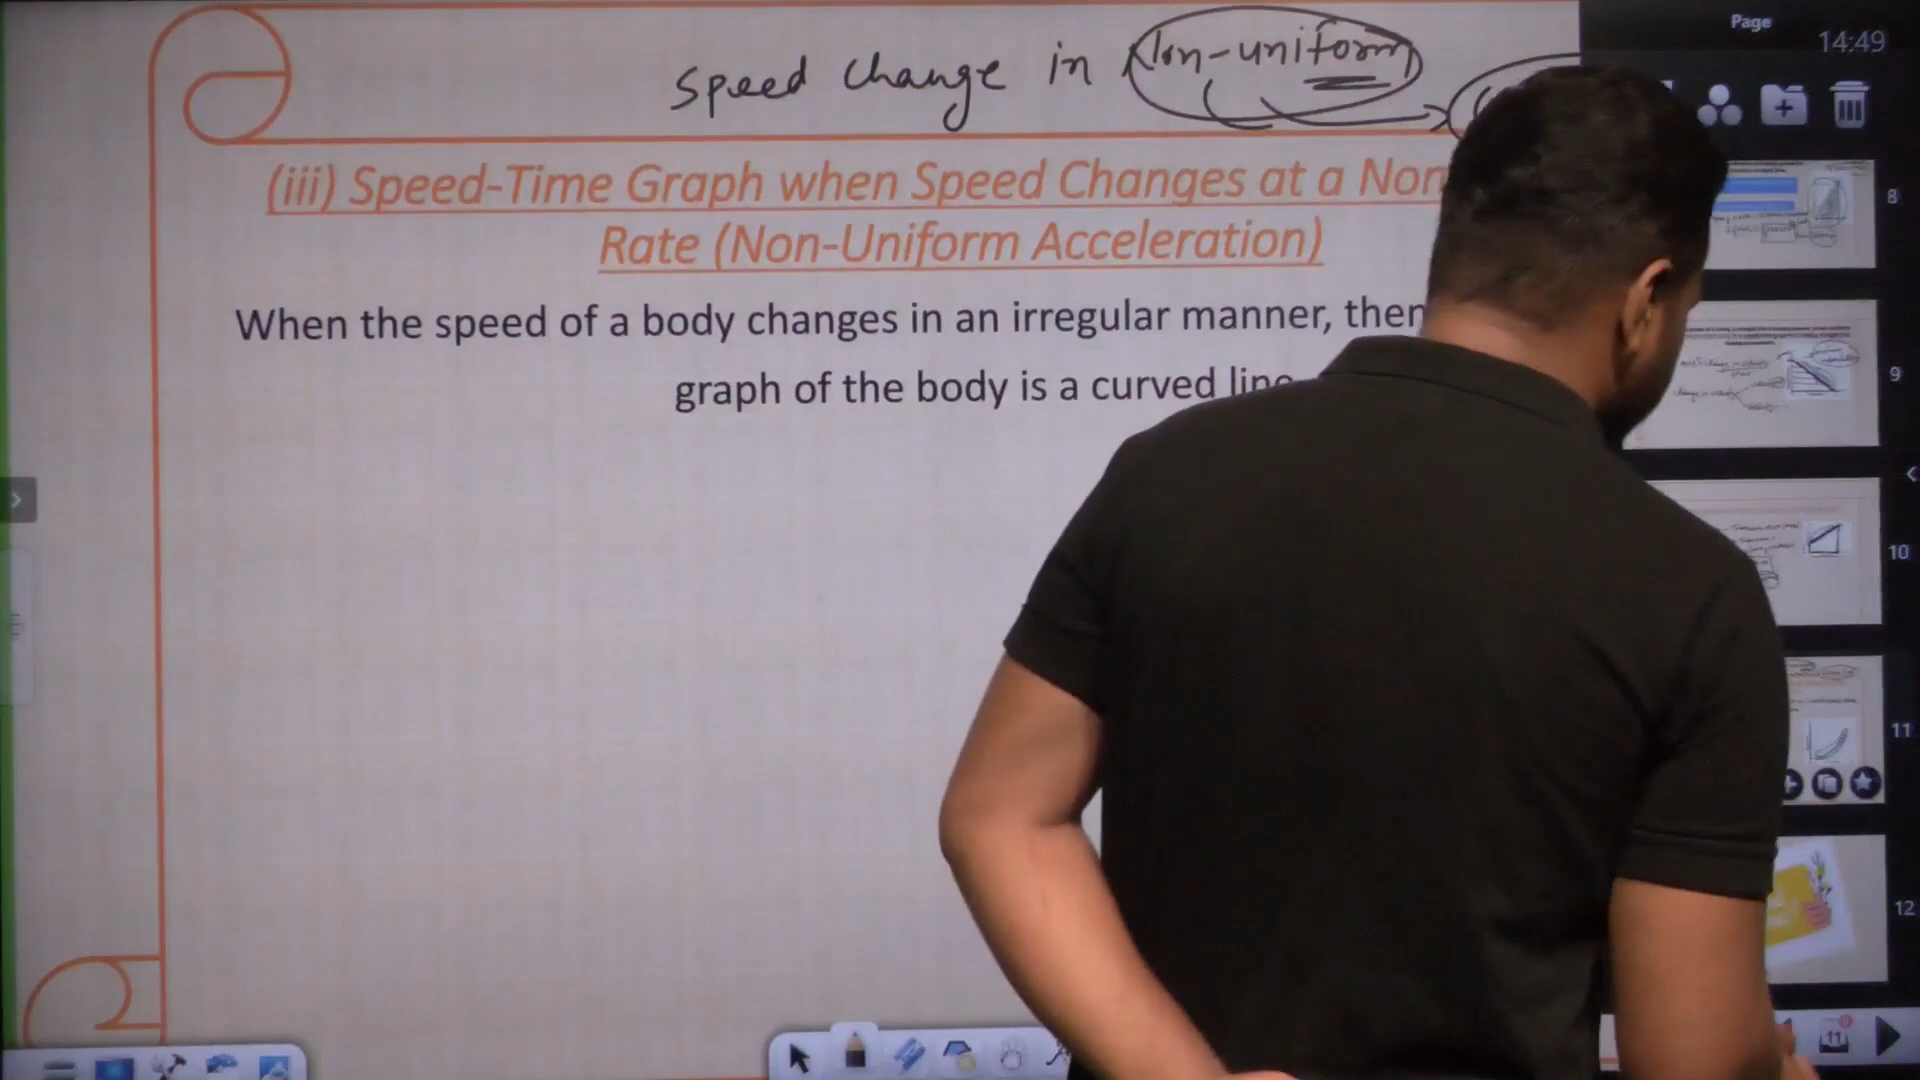 Speed change in Non-uniform
Page
14:49
(iii) Speed-Time Graph when Speed Changes at a Non
Rate (Non-Uniform Acceleration)
When the speed of a body changes in an irregular manner, then
graph of the body is a curved line
8
9
10
11
12
11